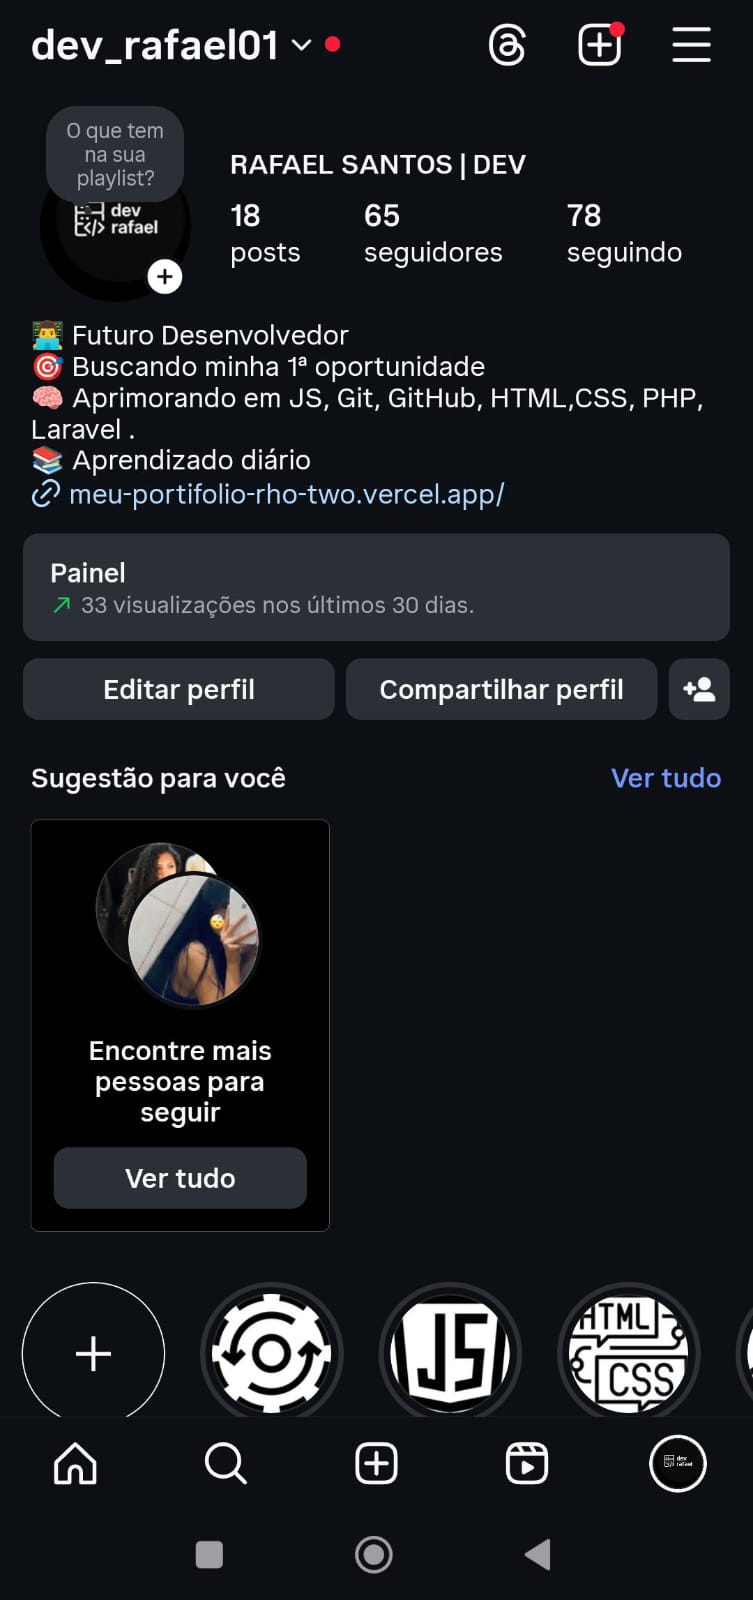 dev_rafael01
O que tem
na sua
playlist?
dev
rafael
RAFAEL SANTOS | DEV
18 65 78
posts seguidores seguindo
👨‍💻 Futuro Desenvolvedor
🎯 Buscando minha 1ª oportunidade
🧠 Aprimorando em JS, Git, GitHub, HTML,CSS, PHP,
Laravel .
📚 Aprendizado diário
meu-portifolio-rho-two.vercel.app/
Painel
33 visualizações nos últimos 30 dias.
Editar perfil Compartilhar perfil
Sugestão para você Ver tudo
Encontre mais
pessoas para
seguir
Ver tudo
JS HTML
CSS
dev
rafael